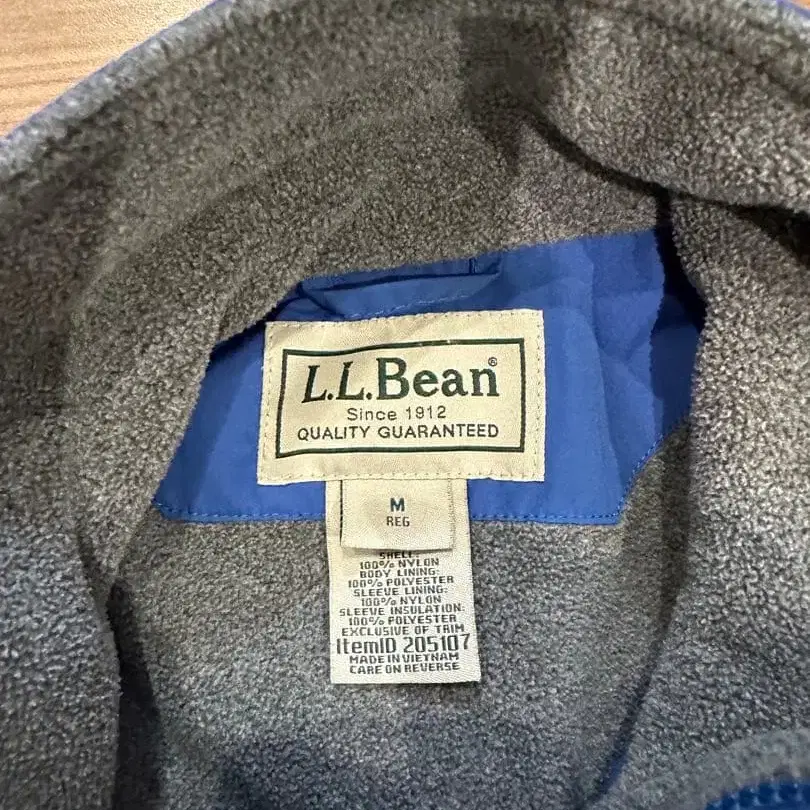 L.L.Bean®
Since 1912
QUALITY GUARANTEED
M
REG
SHELL:
100% NYLON
BODY LINING:
100% POLYESTER
SLEEVE LINING:
100% NYLON
SLEEVE INSULATION:
100% POLYESTER
EXCLUSIVE OF TRIM
ItemID 205107
MADE IN VIETNAM
CARE ON REVERSE